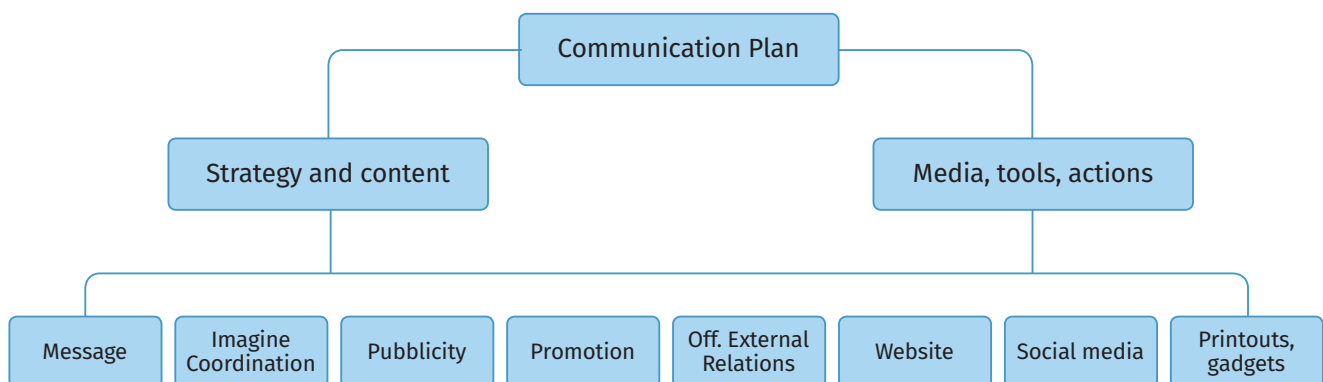 Communication Plan
Strategy and content
Media, tools, actions
Message
Imagine
Coordination
Pubblicity
Promotion
Off. External
Relations
Website
Social media
Printouts,
gadgets